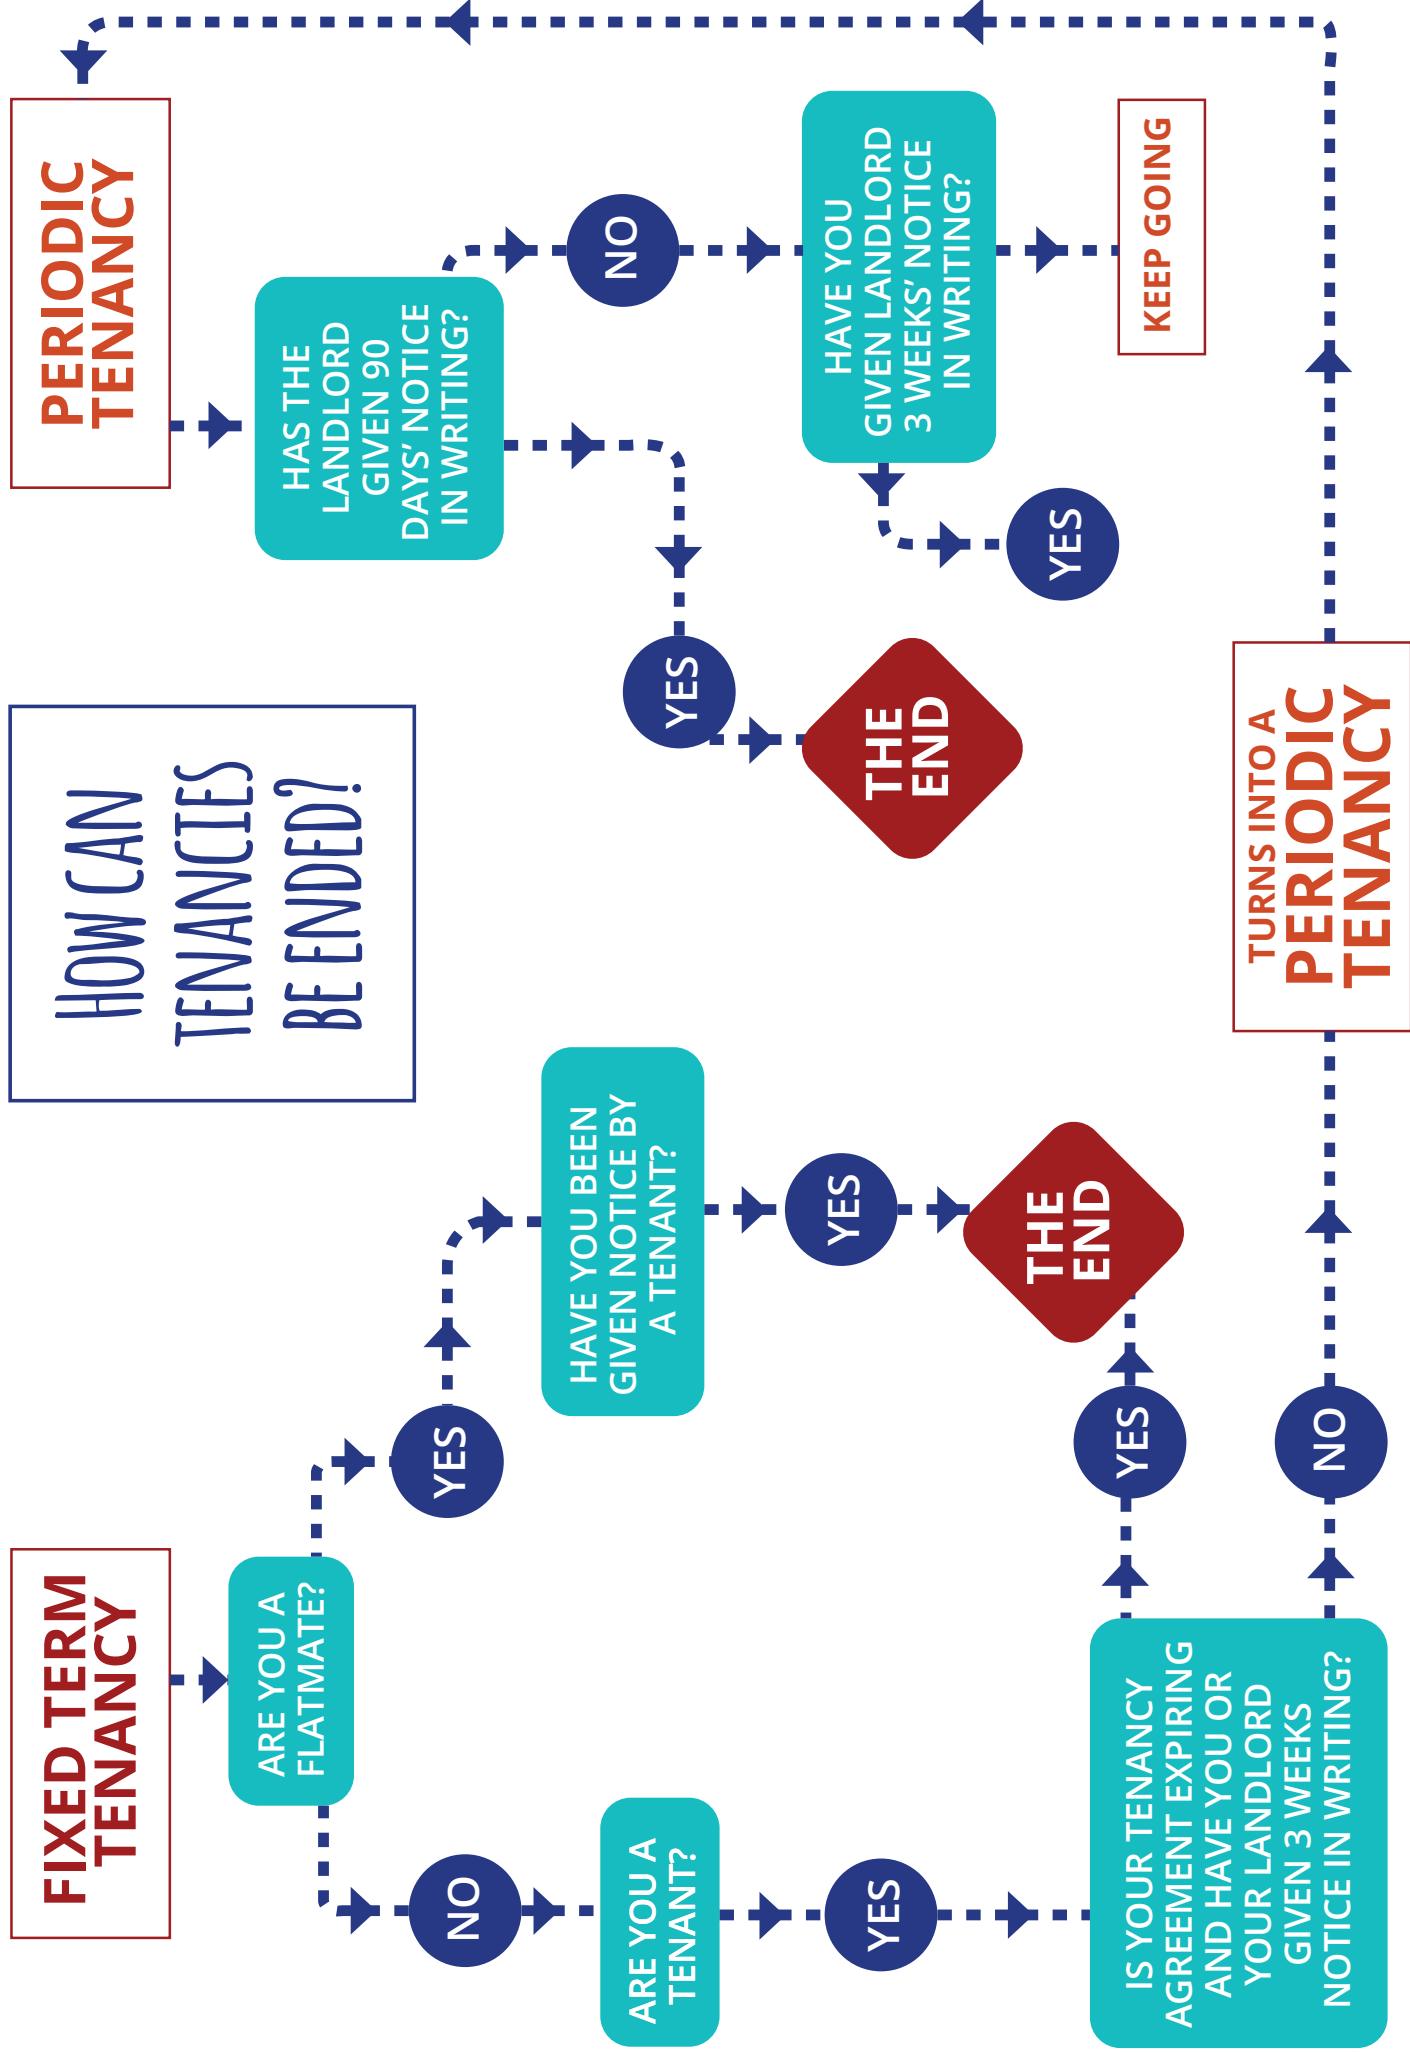 HOW CAN
TENANCIES
BE ENDED?
FIXED TERM
TENANCY
ARE YOU A
FLATMATE?
YES
HAVE YOU BEEN
GIVEN NOTICE BY
A TENANT?
YES
THE
END
NO
ARE YOU A
TENANT?
YES
IS YOUR TENANCY
AGREEMENT EXPIRING
AND HAVE YOU OR
YOUR LANDLORD
GIVEN 3 WEEKS
NOTICE IN WRITING?
YES
NO
TURNS INTO A
PERIODIC
TENANCY
PERIODIC
TENANCY
HAS THE
LANDLORD
GIVEN 90
DAYS’ NOTICE
IN WRITING?
YES
THE
END
NO
HAVE YOU
GIVEN LANDLORD
3 WEEKS’ NOTICE
IN WRITING?
YES
KEEP GOING